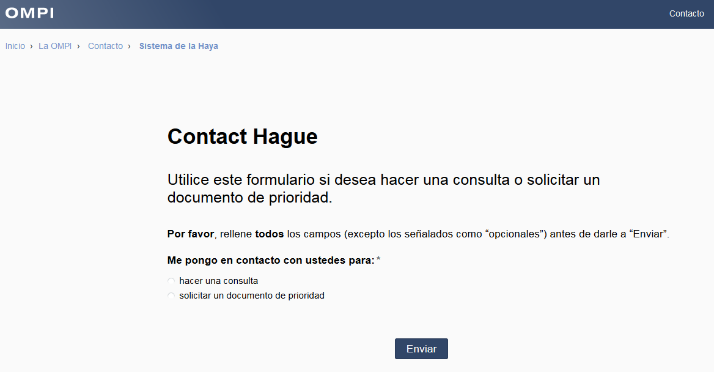 OMPI
Contacto
Inicio › La OMPI › Contacto › Sistema de la Haya
Contact Hague
Utilice este formulario si desea hacer una consulta o solicitar un
documento de prioridad.
Por favor, rellene todos los campos (excepto los señalados como “opcionales”) antes de darle a “Enviar”.
Me pongo en contacto con ustedes para: *
hacer una consulta
solicitar un documento de prioridad
Enviar